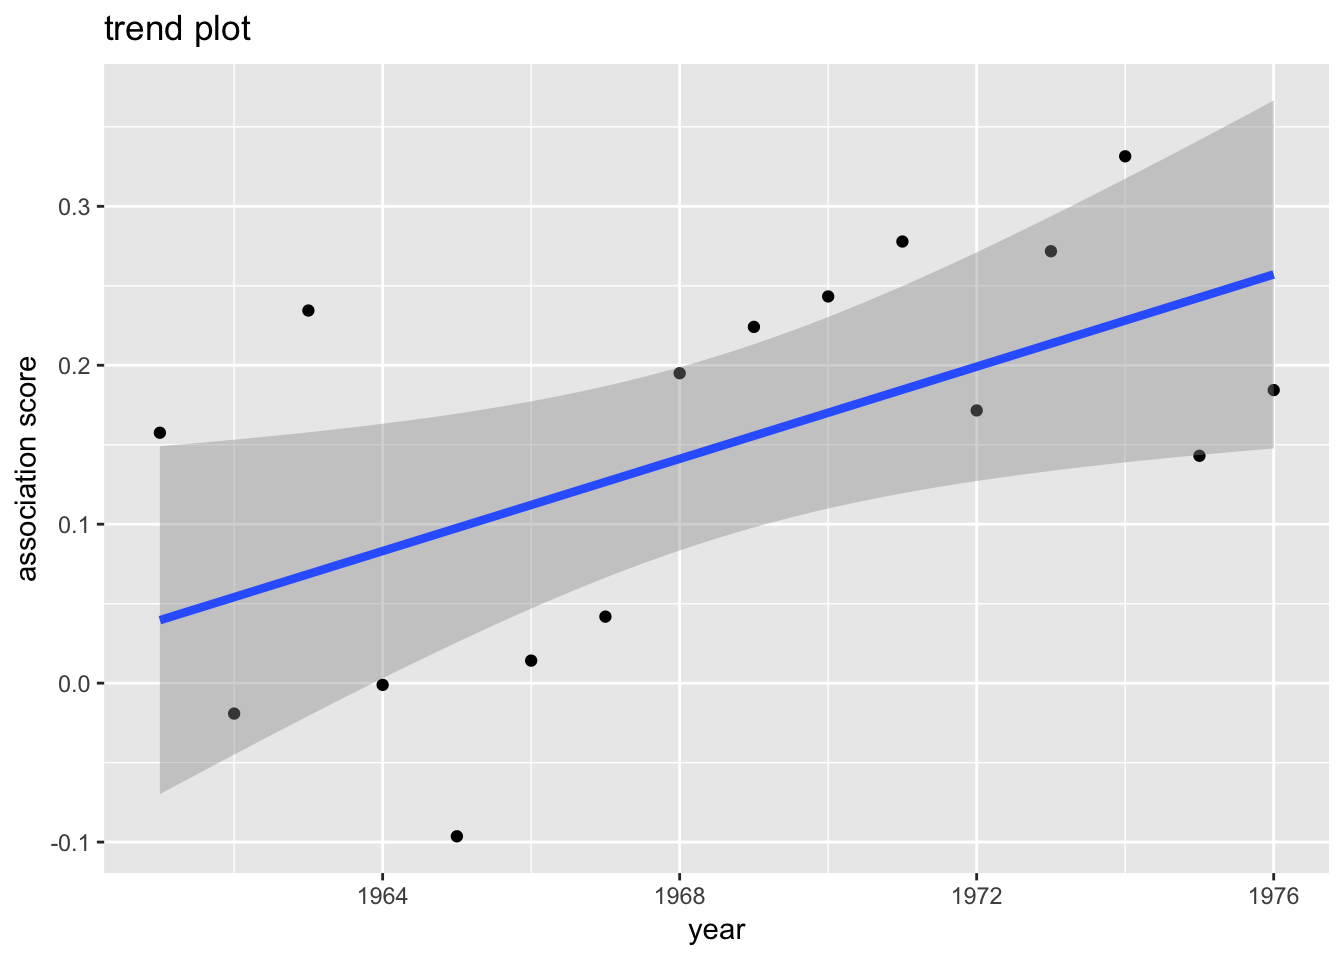 trend plot
association score
0.3
0.2
0.1
0.0
-0.1
1964 1968 1972 1976
year